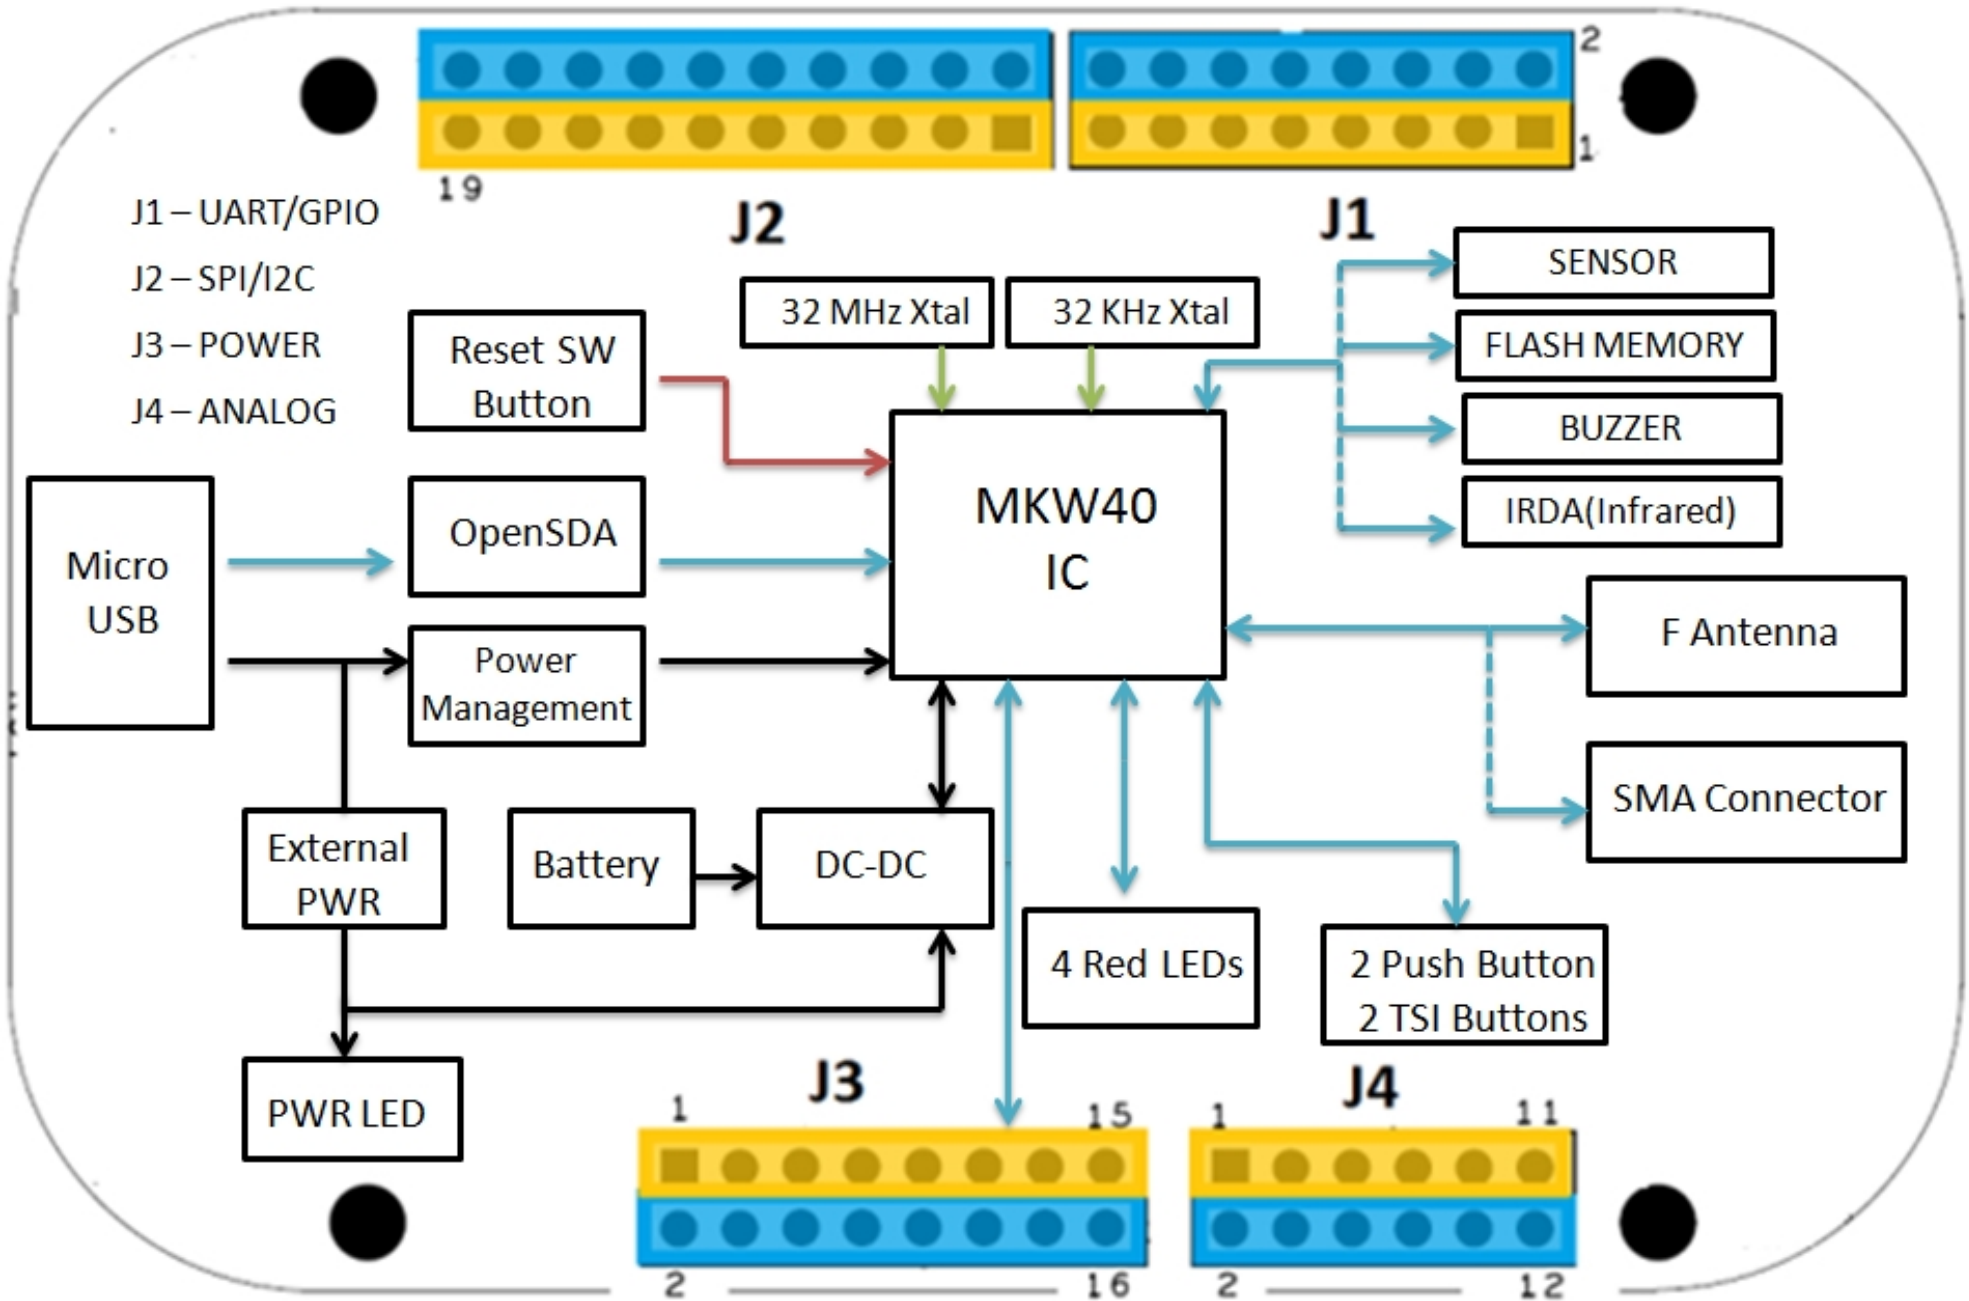 2
1
19
J2
J1
J1 – UART/GPIO
J2 – SPI/I2C
J3 – POWER
J4 – ANALOG
Reset SW
Button
32 MHz Xtal
32 KHz Xtal
SENSOR
FLASH MEMORY
BUZZER
IRDA(Infrared)
Micro
USB
OpenSDA
MKW40
IC
Power
Management
F Antenna
SMA Connector
External
PWR
Battery
DC-DC
4 Red LEDs
2 Push Button
2 TSI Buttons
PWR LED
J3
J4
1
15
1
11
2
16
2
12